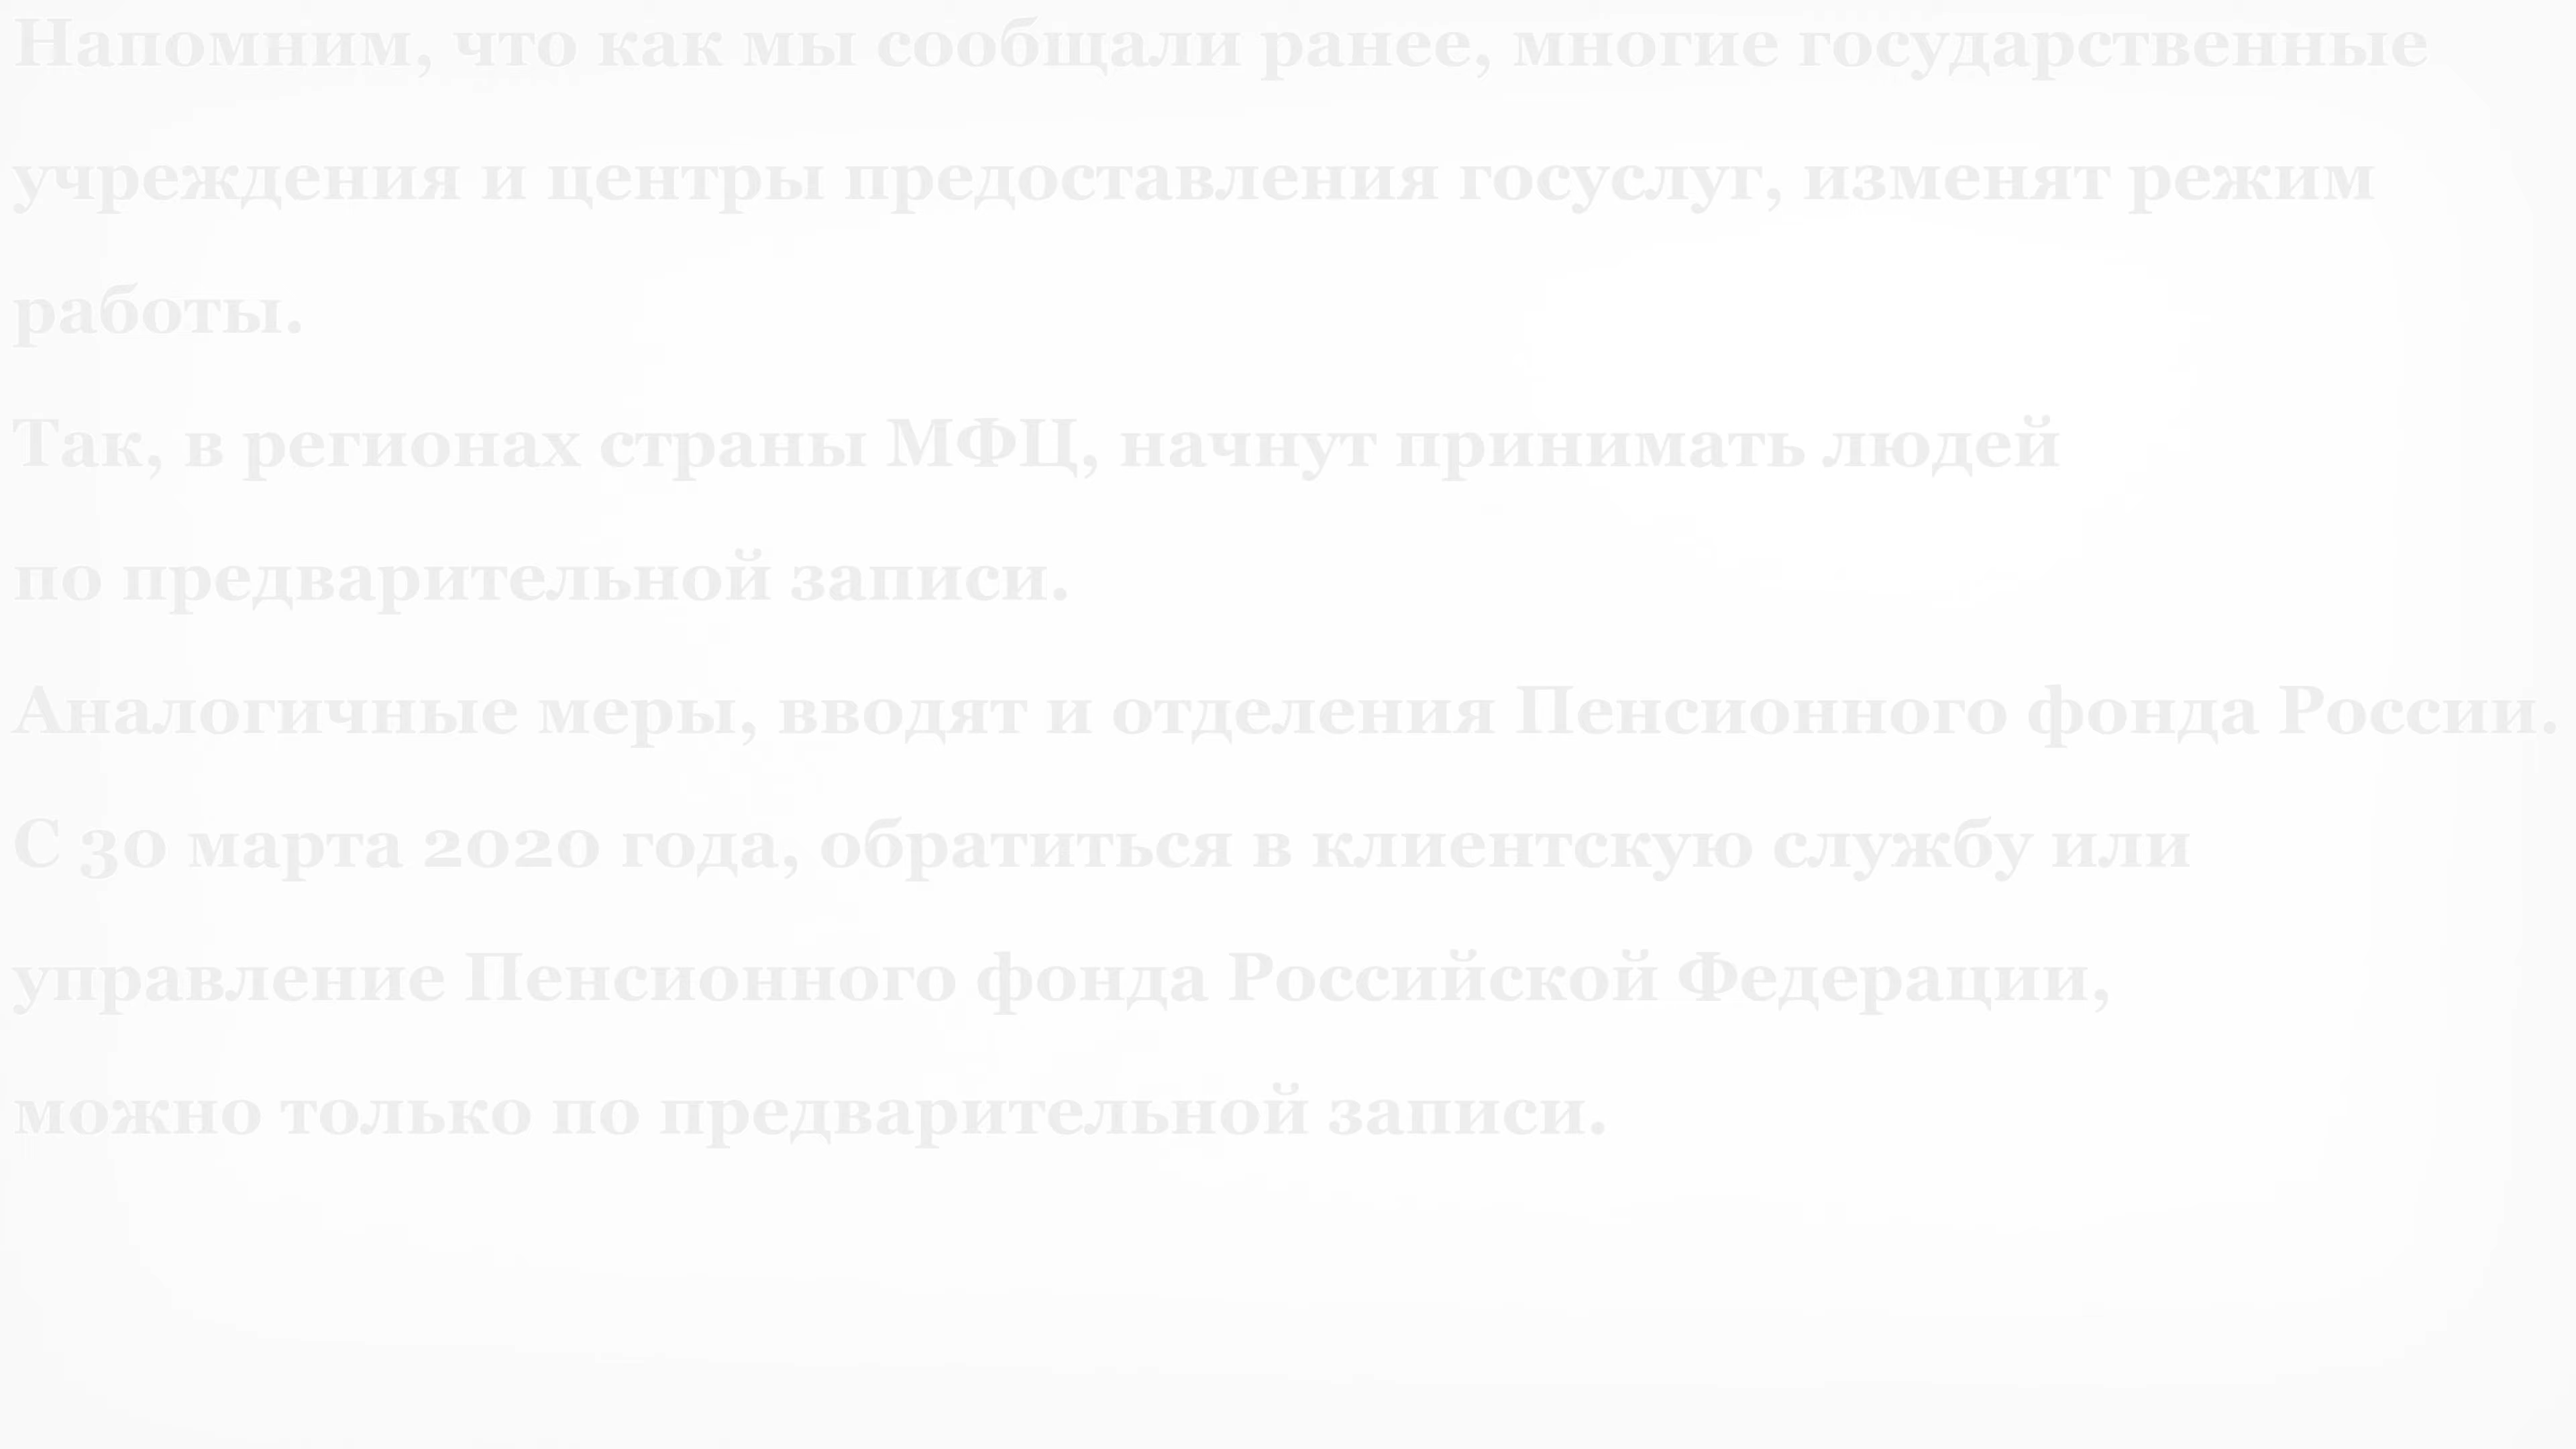 Напомним, что как мы сообщали ранее, многие государственные
учреждения и центры предоставления госуслуг, изменят режим
работы.
Так, в регионах страны МФЦ, начнут принимать людей
по предварительной записи.
Аналогичные меры, вводят и отделения Пенсионного фонда России.
С 30 марта 2020 года, обратиться в клиентскую службу или
управление Пенсионного фонда Российской Федерации,
можно только по предварительной записи.